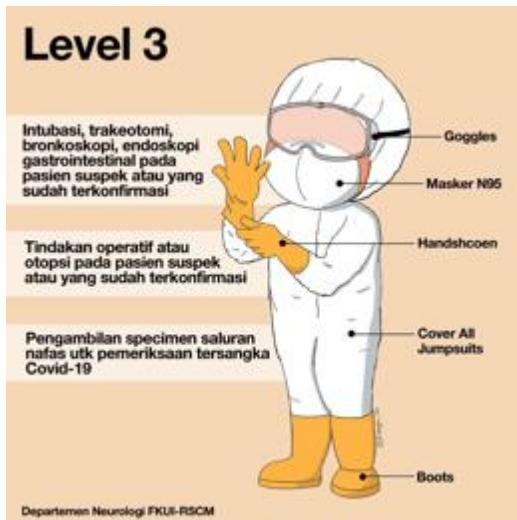 Level 3
Intubasi, trakeotomi,
bronkoskopi, endoskopi
gastrointestinal pada
pasien suspek atau yang
sudah terkonfirmasi
Tindakan operatif atau
otopsi pada pasien suspek
atau yang sudah terkonfirmasi
Pengambilan specimen saluran
nafas utk pemeriksaan tersangka
Covid-19
Goggles
Masker N95
Handshcoen
Cover All
Jumpsuits
Boots
Departemen Neurologi FKUI-RSCM